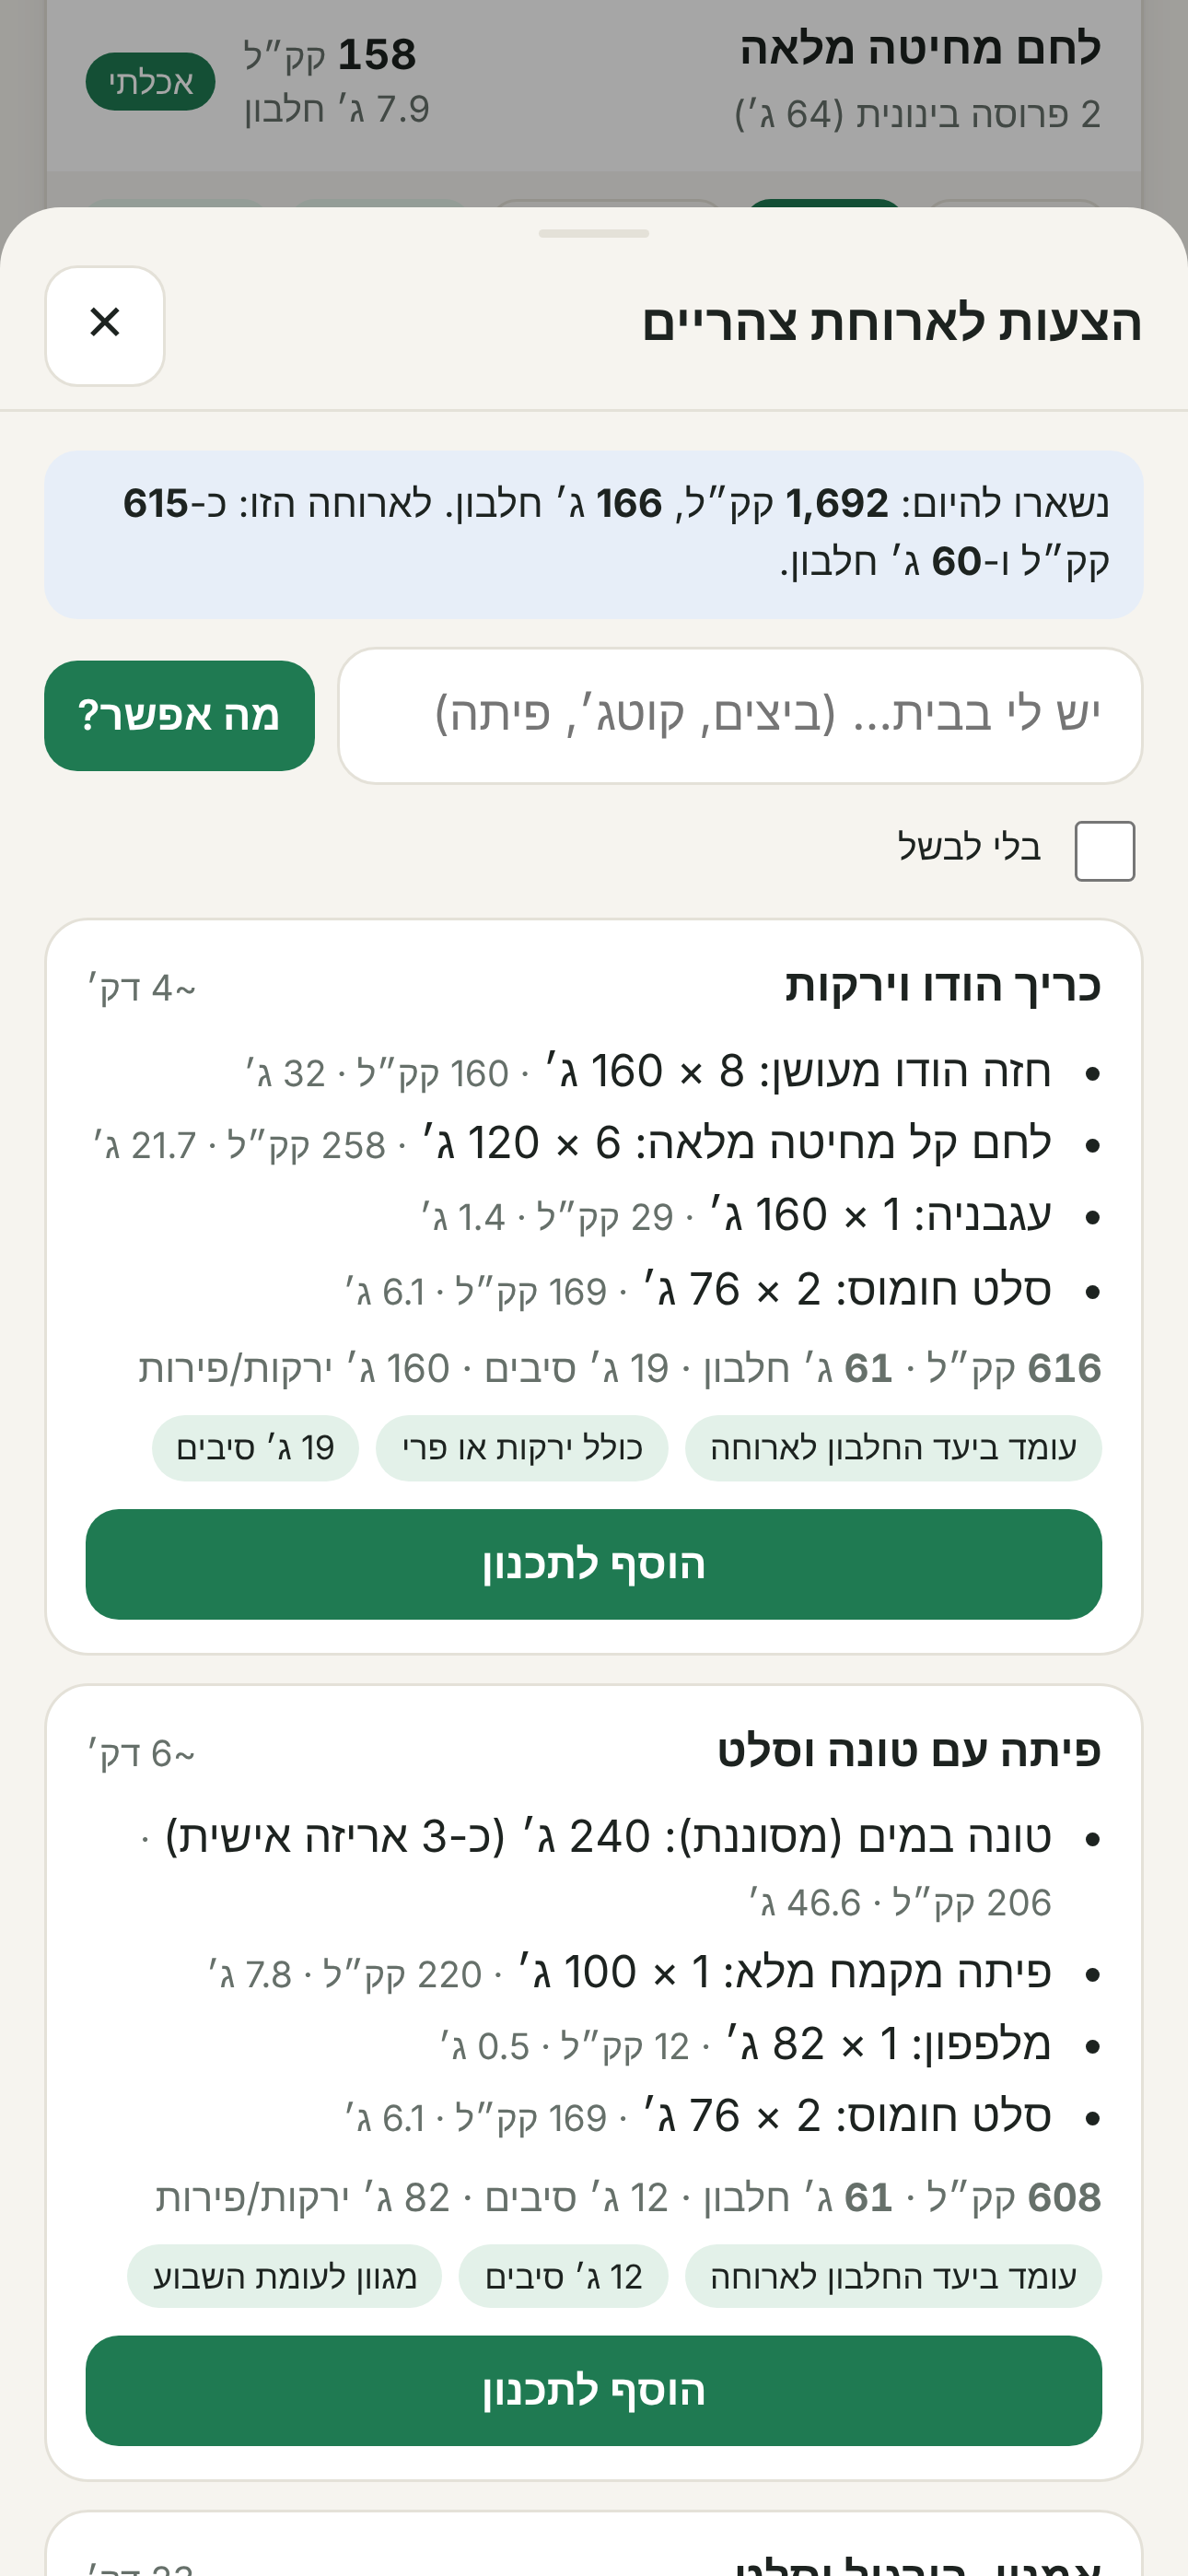 לחם מחיטה מלאה
2 פרוסה בינונית (64 ג׳)
158 קק״ל
7.9 ג׳ חלבון
אכלתי
הצעות לארוחת צהריים
×
נשארו להיום: 1,692 קק״ל, 166 ג׳ חלבון. לארוחה הזו: כ-615
קק״ל ו-60 ג׳ חלבון.
יש לי בבית... (ביצים, קוטג׳, פיתה)
מה אפשר?
בלי לבשל
כריך הודו וירקות
~4 דק׳
• חזה הודו מעושן: 8 × 160 ג׳ · 160 קק״ל · 32 ג׳
• לחם קל מחיטה מלאה: 6 × 120 ג׳ · 258 קק״ל · 21.7 ג׳
• עגבניה: 1 × 160 ג׳ · 29 קק״ל · 1.4 ג׳
• סלט חומוס: 2 × 76 ג׳ · 169 קק״ל · 6.1 ג׳
616 קק״ל · 61 ג׳ חלבון · 19 ג׳ סיבים · 160 ג׳ ירקות/פירות
עומד ביעד החלבון לארוחה
כולל ירקות או פרי
19 ג׳ סיבים
הוסף לתכנון
פיתה עם טונה וסלט
~6 דק׳
• טונה במים (מסוננת): 240 ג׳ (כ-3 אריזה אישית) ·
206 קק״ל · 46.6 ג׳
• פיתה מקמח מלא: 1 × 100 ג׳ · 220 קק״ל · 7.8 ג׳
• מלפפון: 1 × 82 ג׳ · 12 קק״ל · 0.5 ג׳
• סלט חומוס: 2 × 76 ג׳ · 169 קק״ל · 6.1 ג׳
608 קק״ל · 61 ג׳ חלבון · 12 ג׳ סיבים · 82 ג׳ ירקות/פירות
עומד ביעד החלבון לארוחה
12 ג׳ סיבים
מגוון לעומת השבוע
הוסף לתכנון